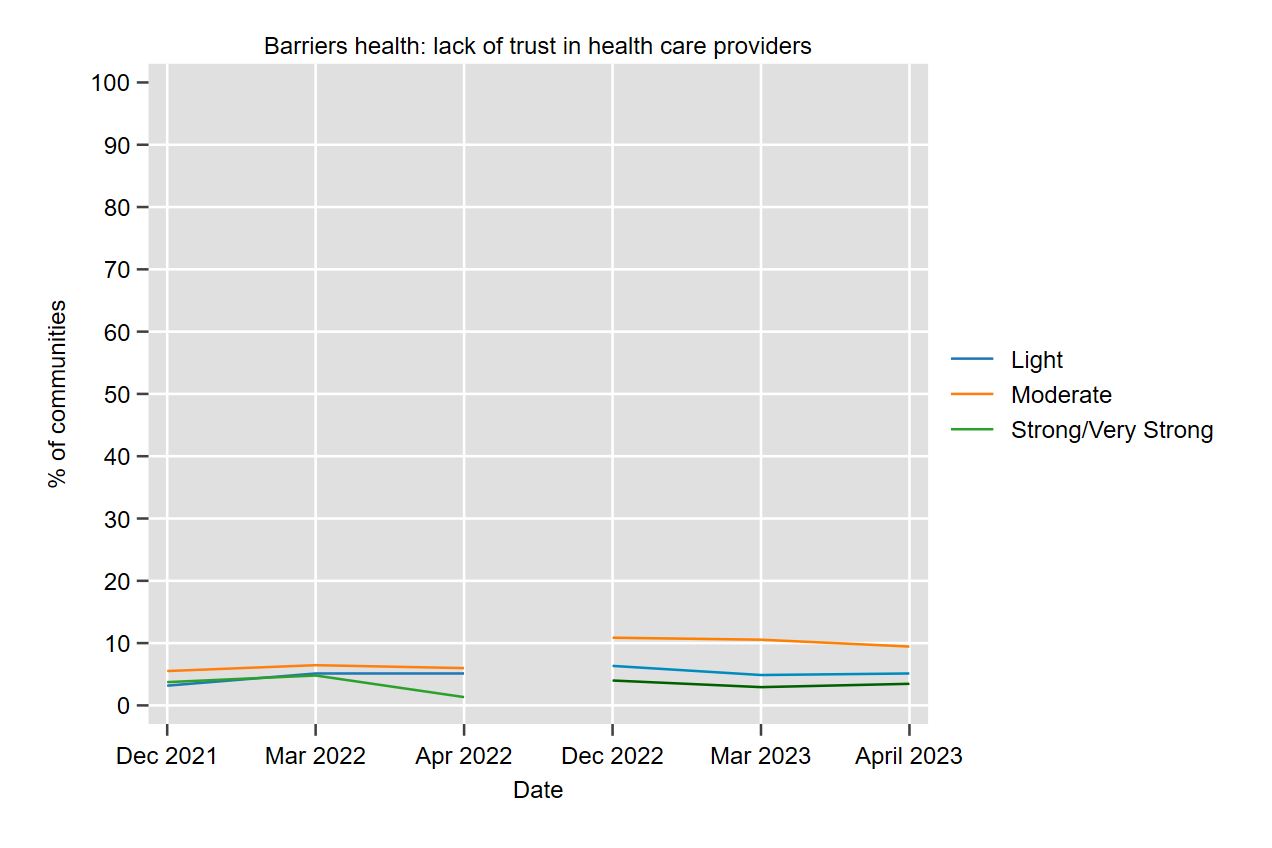 Barriers health: lack of trust in health care providers
100
90
80
70
60
50
40
30
20
10
0
% of communities
Dec 2021 Mar 2022 Apr 2022 Dec 2022 Mar 2023 April 2023
Date
Light
Moderate
Strong/Very Strong